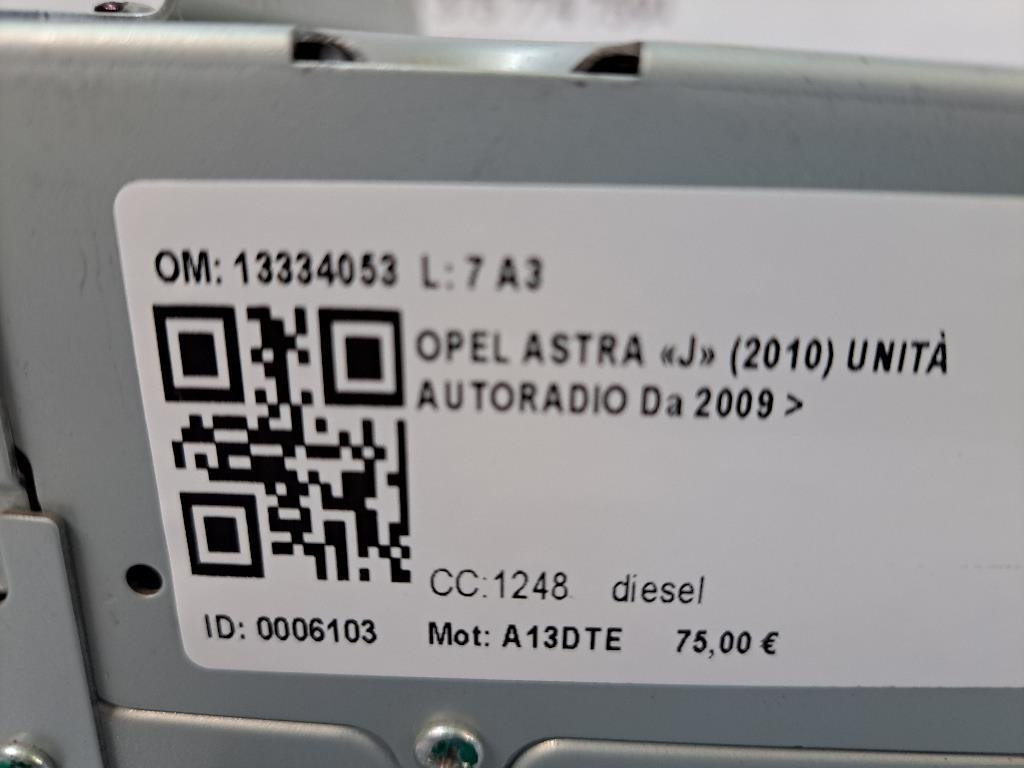 OM: 13334053 L: 7 A3
OPEL ASTRA «J» (2010) UNITÀ
AUTORADIO Da 2009 >
CC:1248 diesel
ID: 0006103 Mot: A13DTE 75,00 €